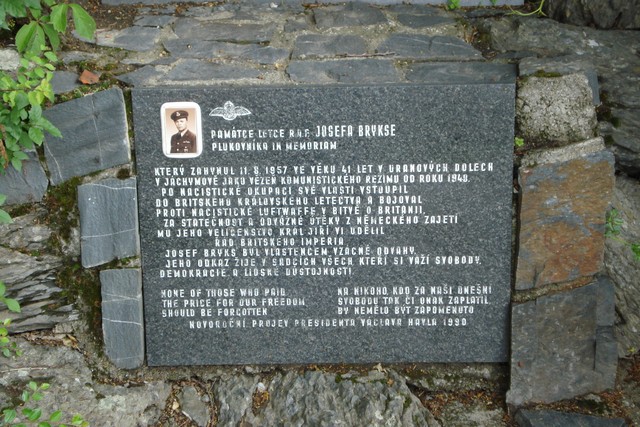 PAMÁTCE LETCE R.A.F. JOSEFA BRYKSE
PLUKOVNÍKA IN MEMORIAM
KTERÝ ZAHYNUL 11. 8. 1957 VE VĚKU 41 LET V URANOVÝCH DOLECH
V JÁCHYMOVĚ JAKO VĚZEŇ KOMUNISTICKÉHO REŽIMU OD ROKU 1948.
PO NACISTICKÉ OKUPACI SVÉ VLASTI VSTOUPIL
DO BRITSKÉHO KRÁLOVSKÉHO LETECTVA A BOJOVAL
PROTI NACISTICKÉ LUFTWAFFE V BITVĚ O BRITÁNII.
ZA STATEČNOST A ODVÁŽNÉ ÚTĚKY Z NĚMECKÉHO ZAJETÍ
MU JEHO VELIČENSTVO KRÁL JIŘÍ VI UDĚLIL
ŘÁD BRITSKÉHO IMPÉRIA
JOSEF BRYKS BYL VLASTENCEM VZÁCNÉ ODVAHY.
JEHO ODKAZ ŽIJE V SRDCÍCH VŠECH KTEŘÍ SI VÁŽÍ SVOBODY,
DEMOKRACIE A LIDSKÉ DŮSTOJNOSTI.
NONE OF THOSE WHO PAID
THE PRICE FOR OUR FREEDOM
SHOULD BE FORGOTTEN
NA NIKOHO, KDO ZA NAŠÍ DNEŠNÍ
SVOBODU TAK ČI ONAK ZAPLATIL
BY NEMĚLO BÝT ZAPOMENUTO
NOVOROČNÍ PROJEV PRESIDENTA VÁCLAVA HAVLA 1990